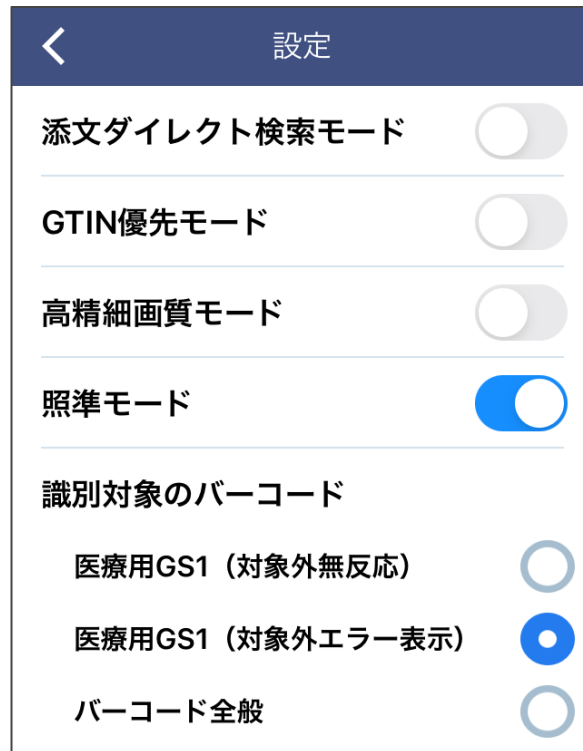 設定
添文ダイレクト検索モード
GTIN優先モード
高精細画質モード
照準モード
識別対象のバーコード
医療用GS1（対象外無反応）
医療用GS1（対象外エラー表示）
バーコード全般